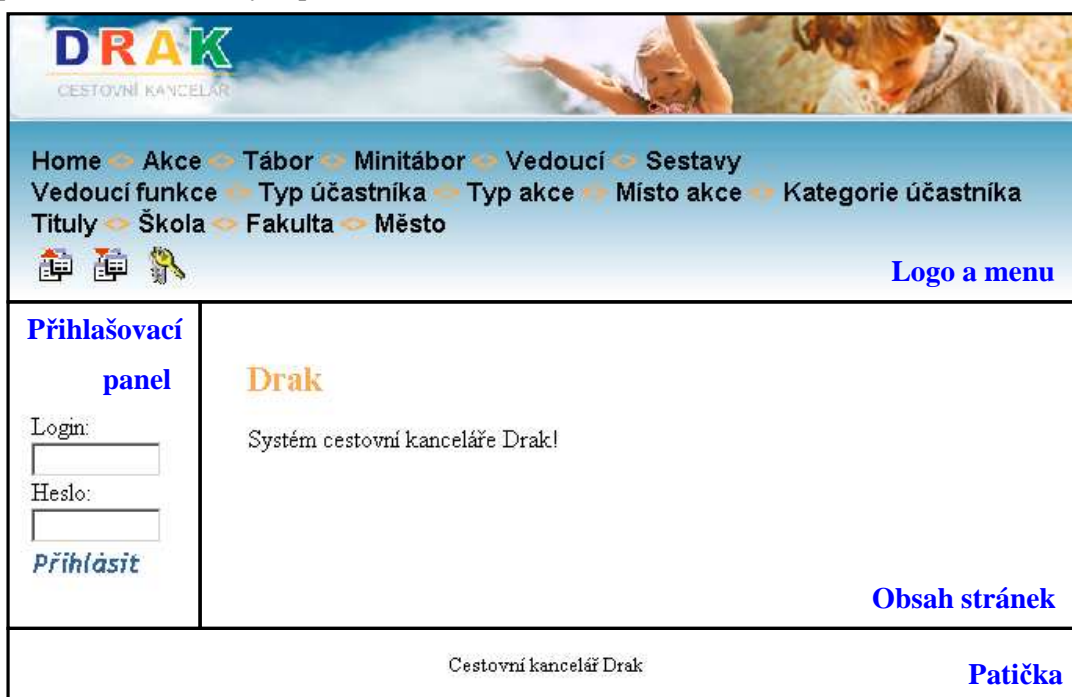 DRAK
CESTOVNÍ KANCELÁŘ
Home <> Akce <> Tábor <> Minitábor <> Vedoucí <> Sestavy
Vedoucí funkce <> Typ účastníka <> Typ akce <> Místo akce <> Kategorie účastníka
Tituly <> Škola <> Fakulta <> Město
Logo a menu
Přihlašovací
panel
Login:
Heslo:
Přihlásit
Drak
Systém cestovní kanceláře Drak!
Obsah stránek
Cestovní kancelář Drak
Patička